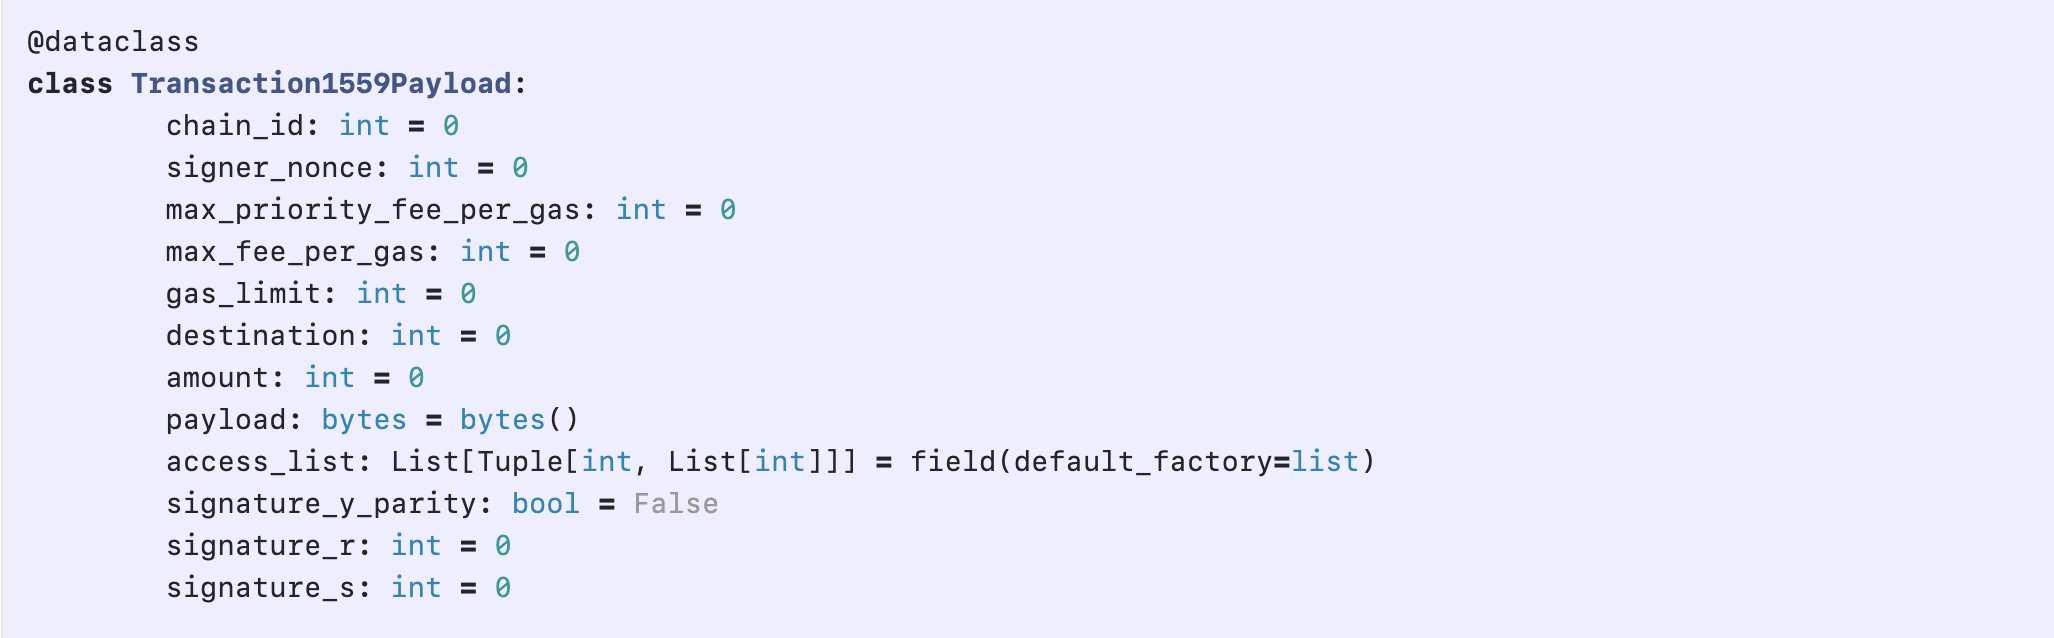 @dataclass
class Transaction1559Payload:
	chain_id: int = 0
	signer_nonce: int = 0
	max_priority_fee_per_gas: int = 0
	max_fee_per_gas: int = 0
	gas_limit: int = 0
	destination: int = 0
	amount: int = 0
	payload: bytes = bytes()
	access_list: List[Tuple[int, List[int]]] = field(default_factory=list)
	signature_y_parity: bool = False
	signature_r: int = 0
	signature_s: int = 0